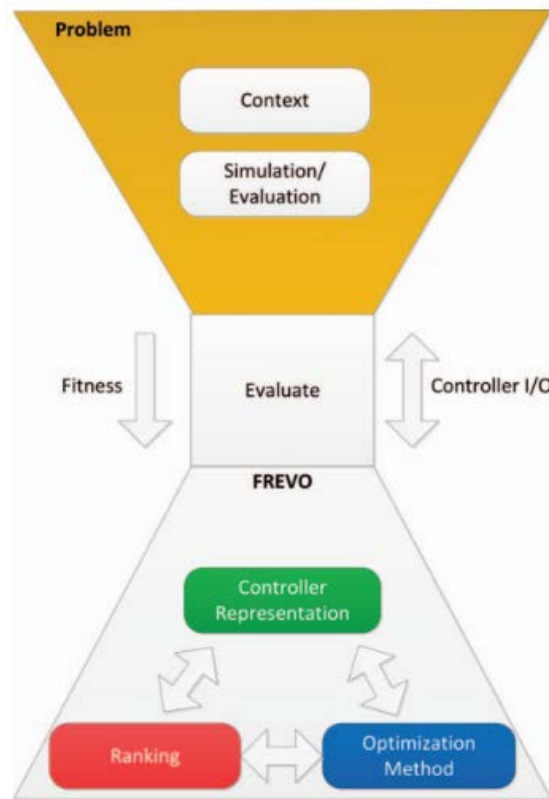 Problem
Context
Simulation/
Evaluation
Fitness
Evaluate
Controller I/O
FREVO
Controller
Representation
Ranking
Optimization
Method